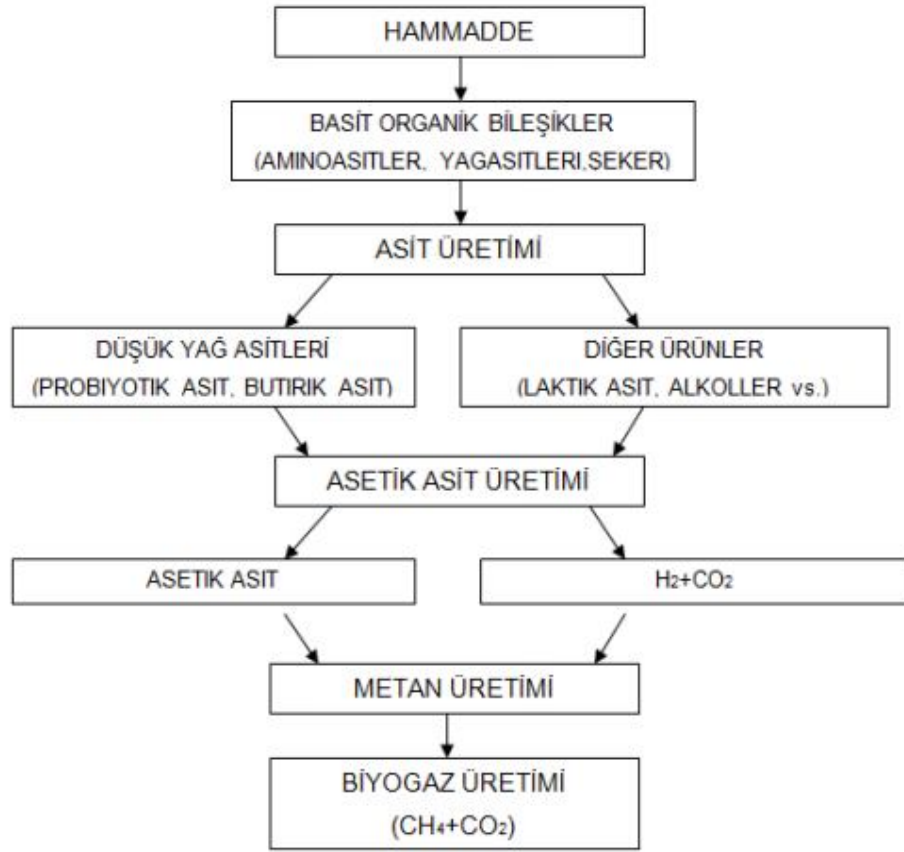 HAMMADDE
BASİT ORGANİK BİLEŞİKLER
(AMINOASITLER, YAGASITLERI,ŞEKER)
ASİT ÜRETİMİ
DÜŞÜK YAĞ ASİTLERİ
(PROBIYOTIK ASIT, BUTIRIK ASIT)
DİĞER ÜRÜNLER
(LAKTIK ASIT, ALKOLLER vs.)
ASETİK ASİT ÜRETİMİ
ASETIK ASIT
H₂+CO₂
METAN ÜRETİMİ
BİYOGAZ ÜRETİMİ
(CH₄+CO₂)